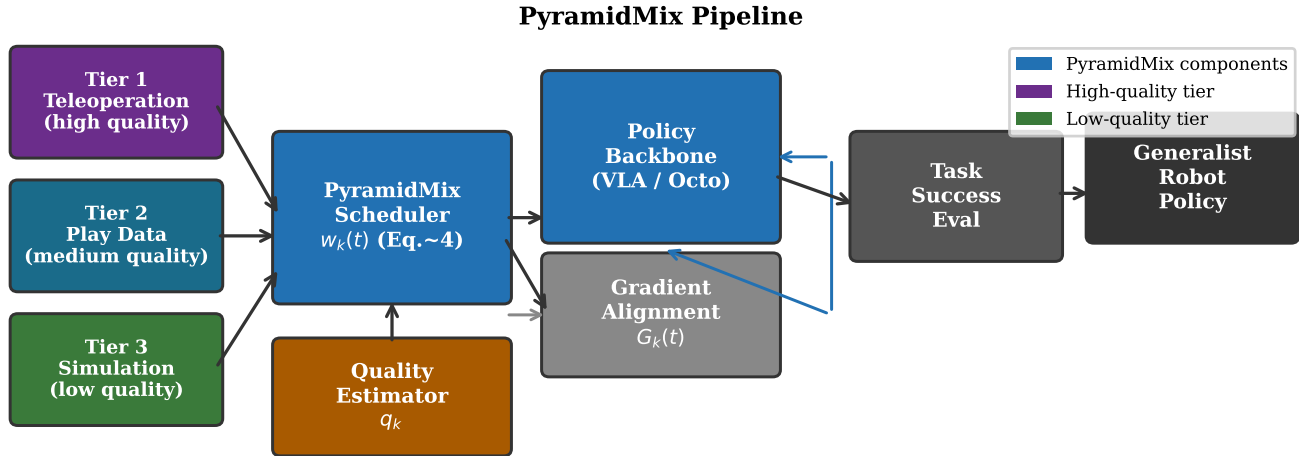 PyramidMix Pipeline
Tier 1
Teleoperation
(high quality)
Tier 2
Play Data
(medium quality)
Tier 3
Simulation
(low quality)
PyramidMix
Scheduler
w_k(t) (Eq.~4)
Quality
Estimator
q_k
Policy
Backbone
(VLA / Octo)
Gradient
Alignment
G_k(t)
Task
Success
Eval
PyramidMix components
High-quality tier
Low-quality tier
Generalist
Robot
Policy